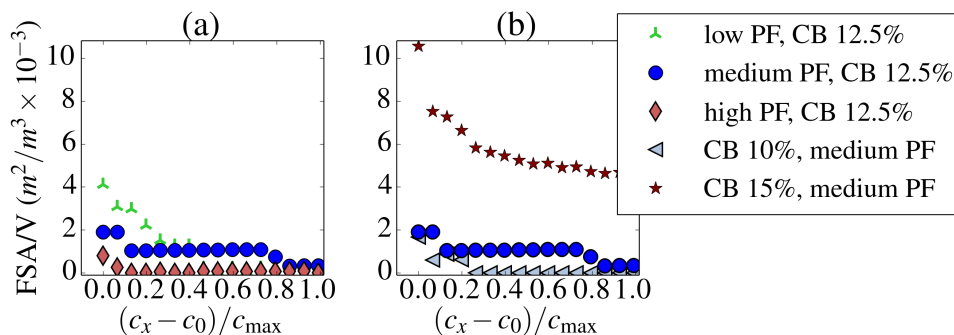 (a)
(b)
low PF, CB 12.5%
medium PF, CB 12.5%
high PF, CB 12.5%
CB 10%, medium PF
CB 15%, medium PF
FSA/V (m²/m³ × 10⁻³)
10
8
6
4
2
0
10
8
6
4
2
0
0.0 0.2 0.4 0.6 0.8 1.0
0.0 0.2 0.4 0.6 0.8 1.0
(cₓ − c₀)/c_max
(cₓ − c₀)/c_max